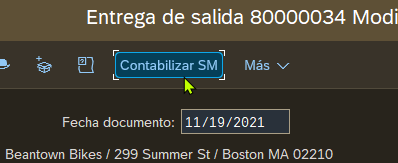 Entrega de salida 80000034 Modi
Contabilizar SM Más
Fecha documento: 11/19/2021
Beantown Bikes / 299 Summer St / Boston MA 02210